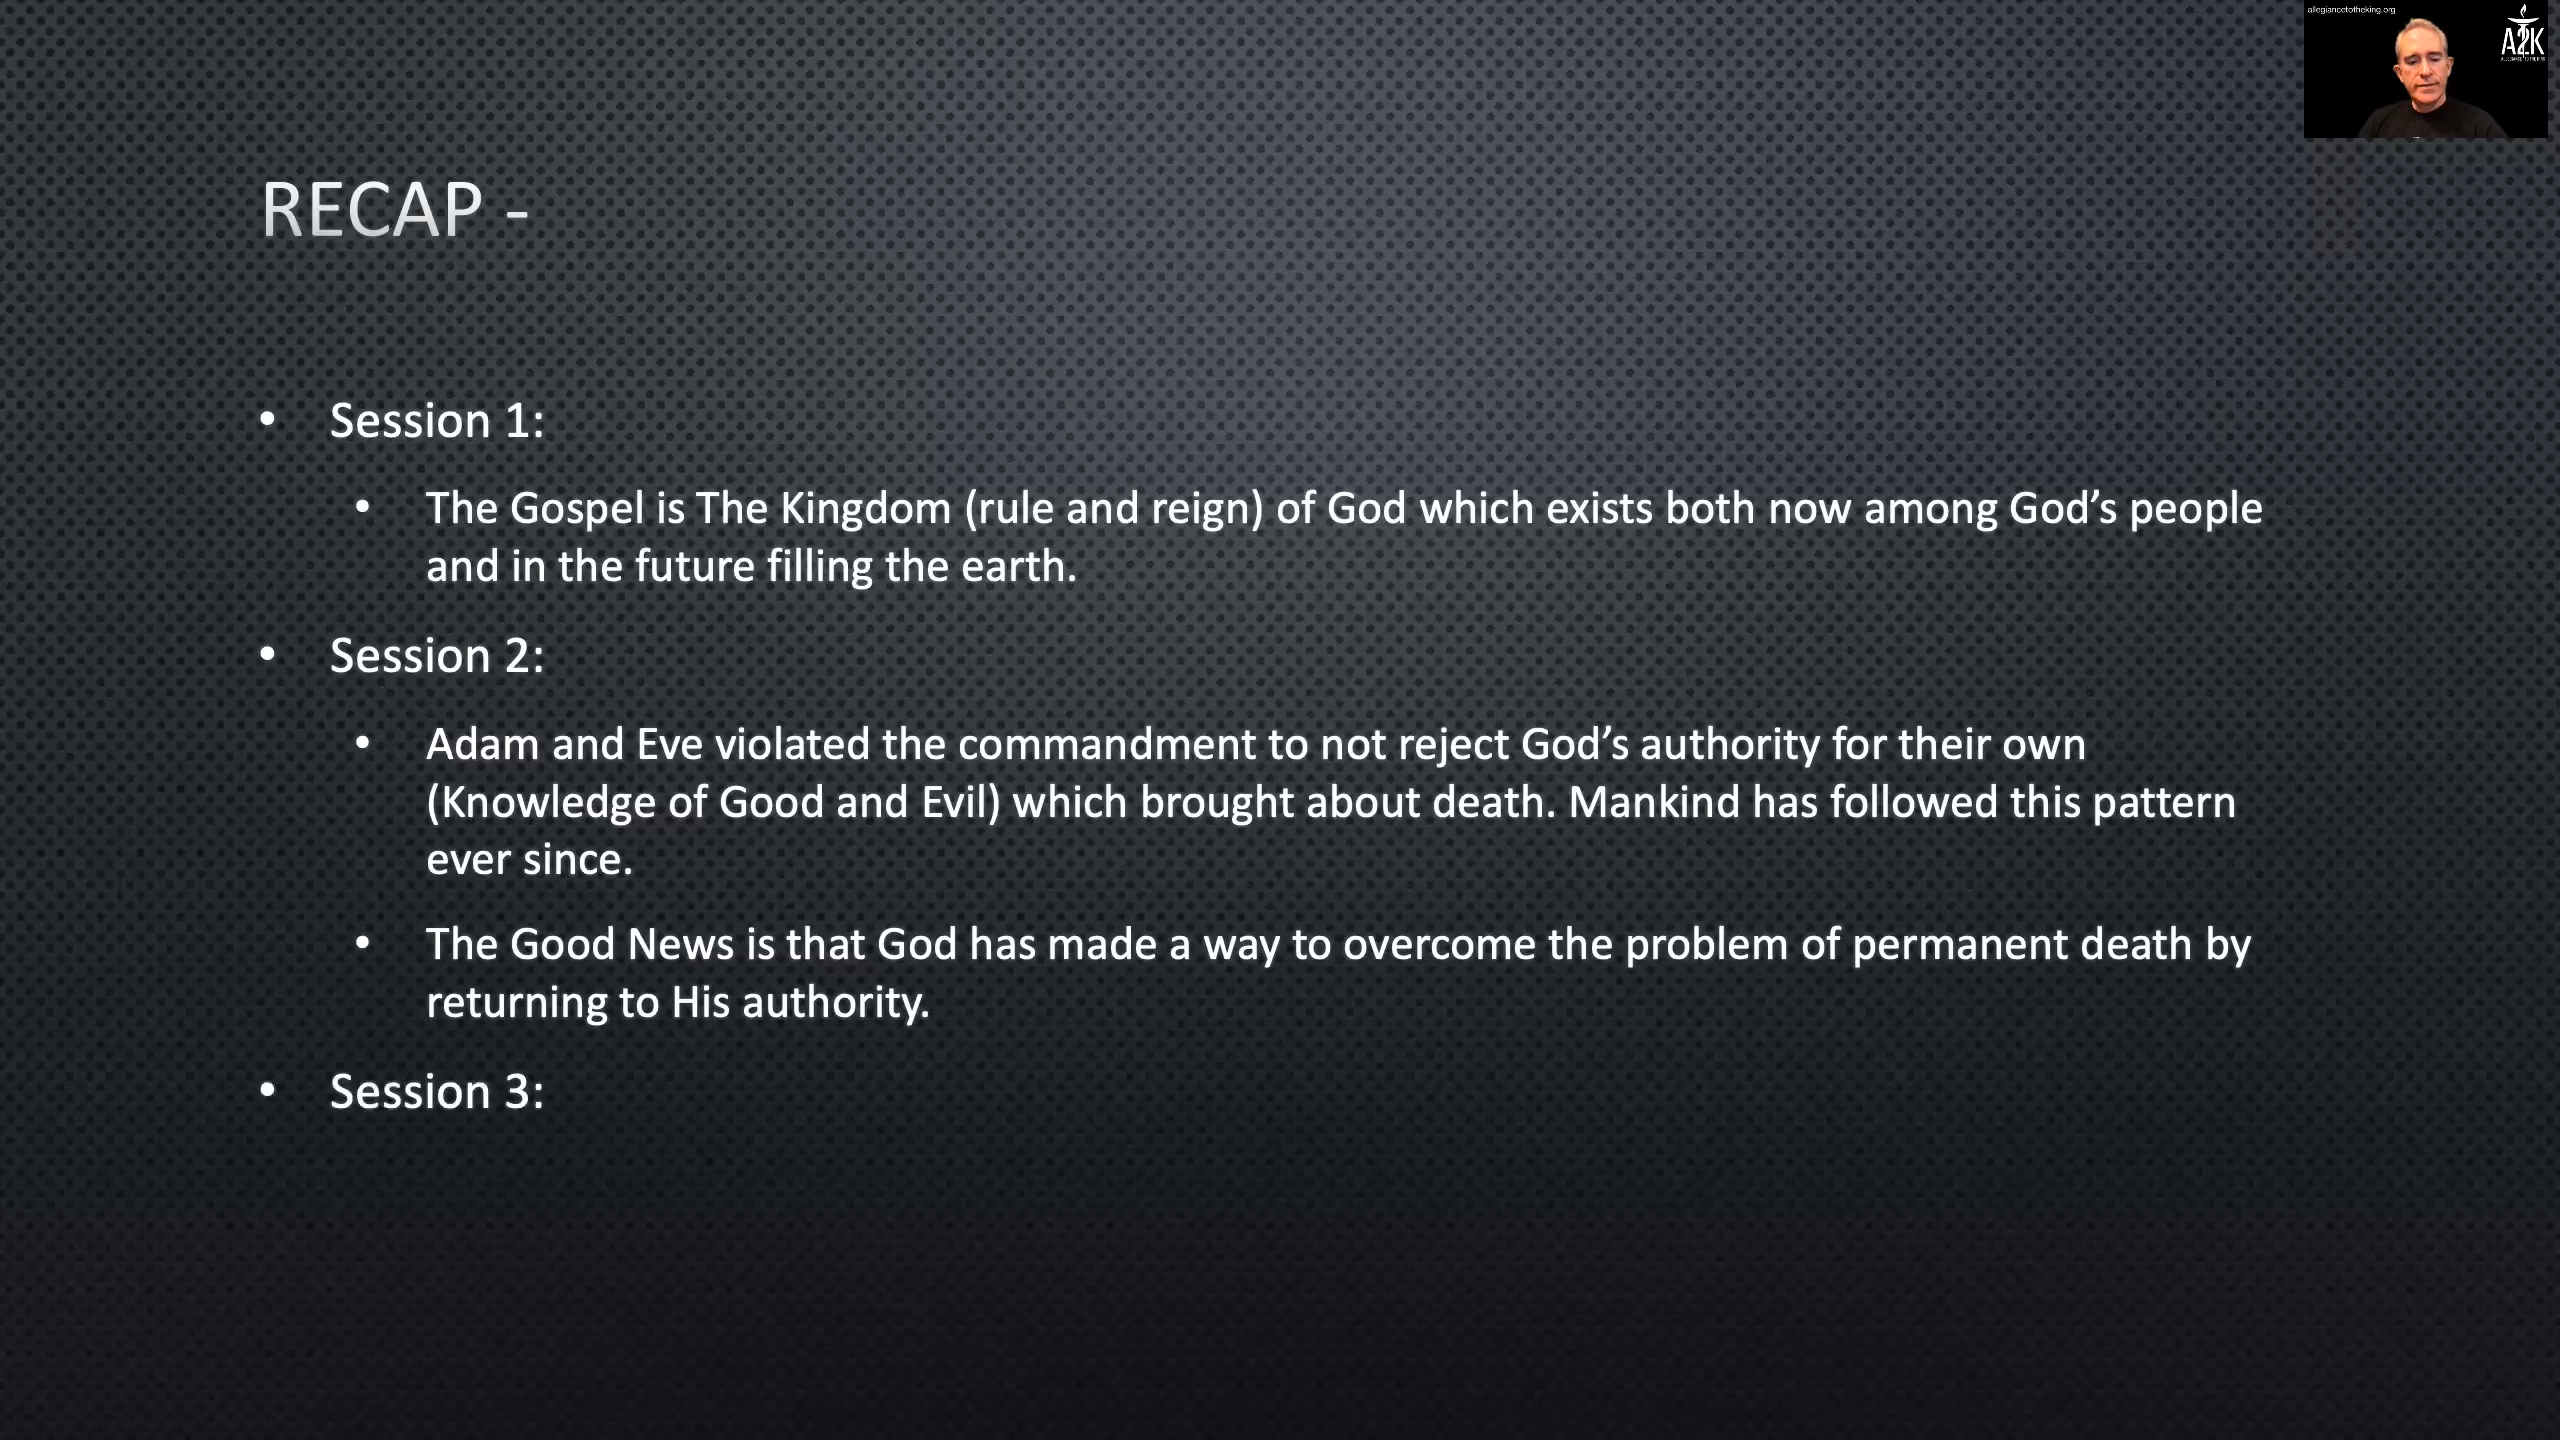 allegiancetotheking.org
A2K
RECAP -
• Session 1:
• The Gospel is The Kingdom (rule and reign) of God which exists both now among God’s people
and in the future filling the earth.
• Session 2:
• Adam and Eve violated the commandment to not reject God’s authority for their own
(Knowledge of Good and Evil) which brought about death. Mankind has followed this pattern
ever since.
• The Good News is that God has made a way to overcome the problem of permanent death by
returning to His authority.
• Session 3: